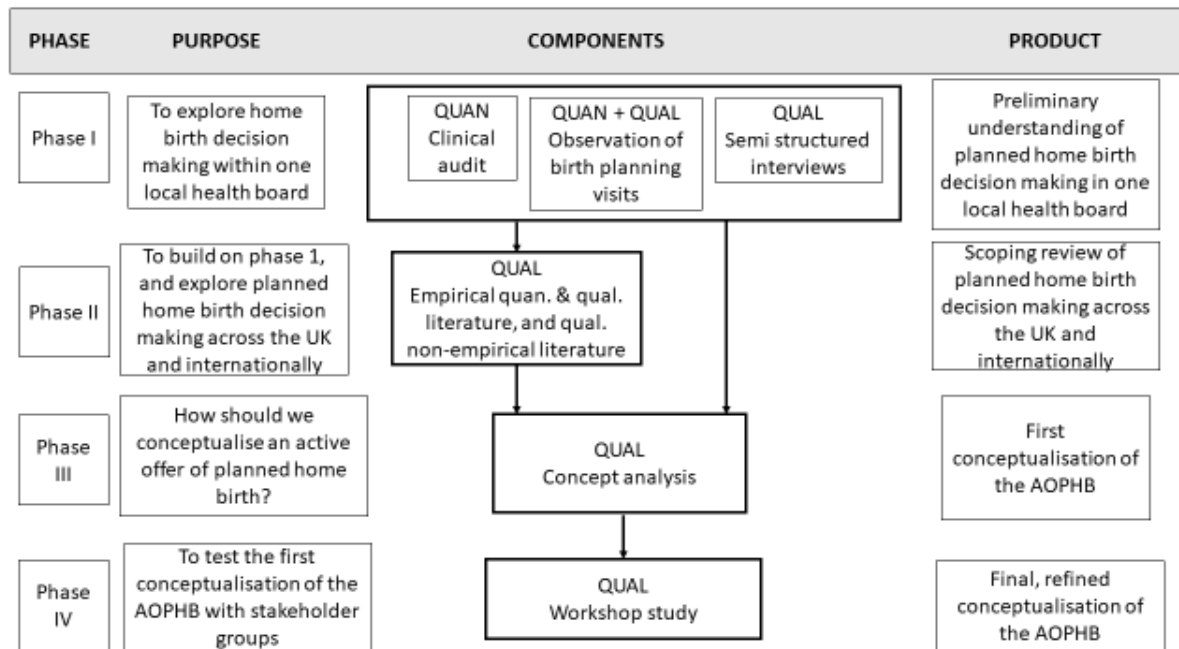 PHASE
PURPOSE
COMPONENTS
PRODUCT
Phase I
To explore home
birth decision
making within one
local health board
QUAN
Clinical
audit
QUAN + QUAL
Observation of
birth planning
visits
QUAL
Semi structured
interviews
Preliminary
understanding of
planned home birth
decision making in one
local health board
Phase II
To build on phase 1,
and explore planned
home birth decision
making across the UK
and internationally
QUAL
Empirical quan. & qual.
literature, and qual.
non-empirical literature
Scoping review of
planned home birth
decision making across
the UK and
internationally
Phase
III
How should we
conceptualise an active
offer of planned home
birth?
QUAL
Concept analysis
First
conceptualisation of
the AOPHB
Phase
IV
To test the first
conceptualisation of the
AOPHB with stakeholder
groups
QUAL
Workshop study
Final, refined
conceptualisation of
the AOPHB